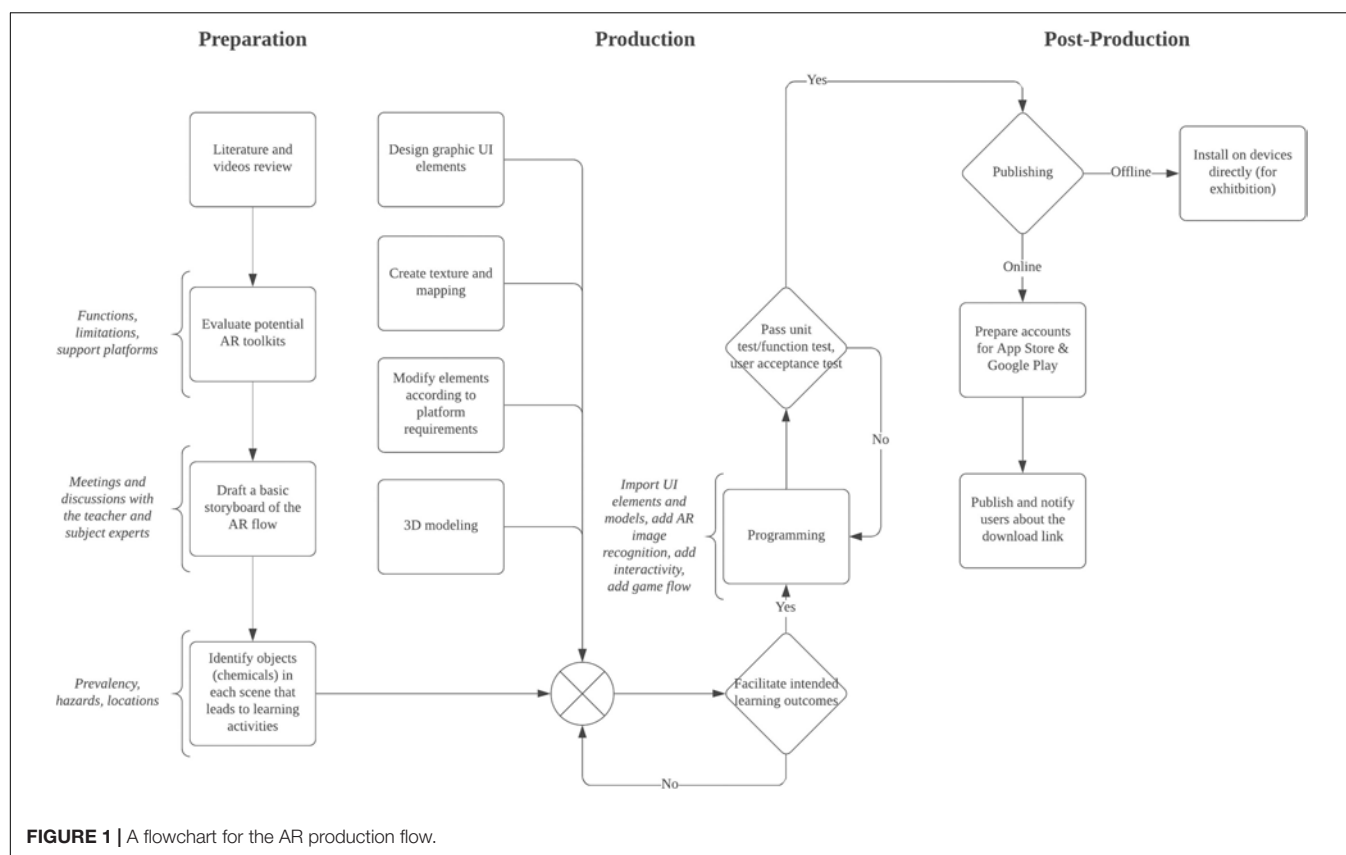 Preparation
Production
Post-Production
Literature and
videos review
Functions,
limitations,
support platforms
Evaluate potential
AR toolkits
Meetings and
discussions with
the teacher and
subject experts
Draft a basic
storyboard of the
AR flow
Prevalency,
hazards, locations
Identify objects
(chemicals) in
each scene that
leads to learning
activities
Design graphic UI
elements
Create texture and
mapping
Modify elements
according to
platform
requirements
3D modeling
Facilitate intended
learning outcomes
No
Yes
Import UI
elements and
models, add AR
image
recognition, add
interactivity,
add game flow
Programming
Pass unit
test/function test,
user acceptance test
No
Yes
Publishing
Offline
Install on devices
directly (for
exhitbition)
Online
Prepare accounts
for App Store &
Google Play
Publish and notify
users about the
download link
FIGURE 1 | A flowchart for the AR production flow.